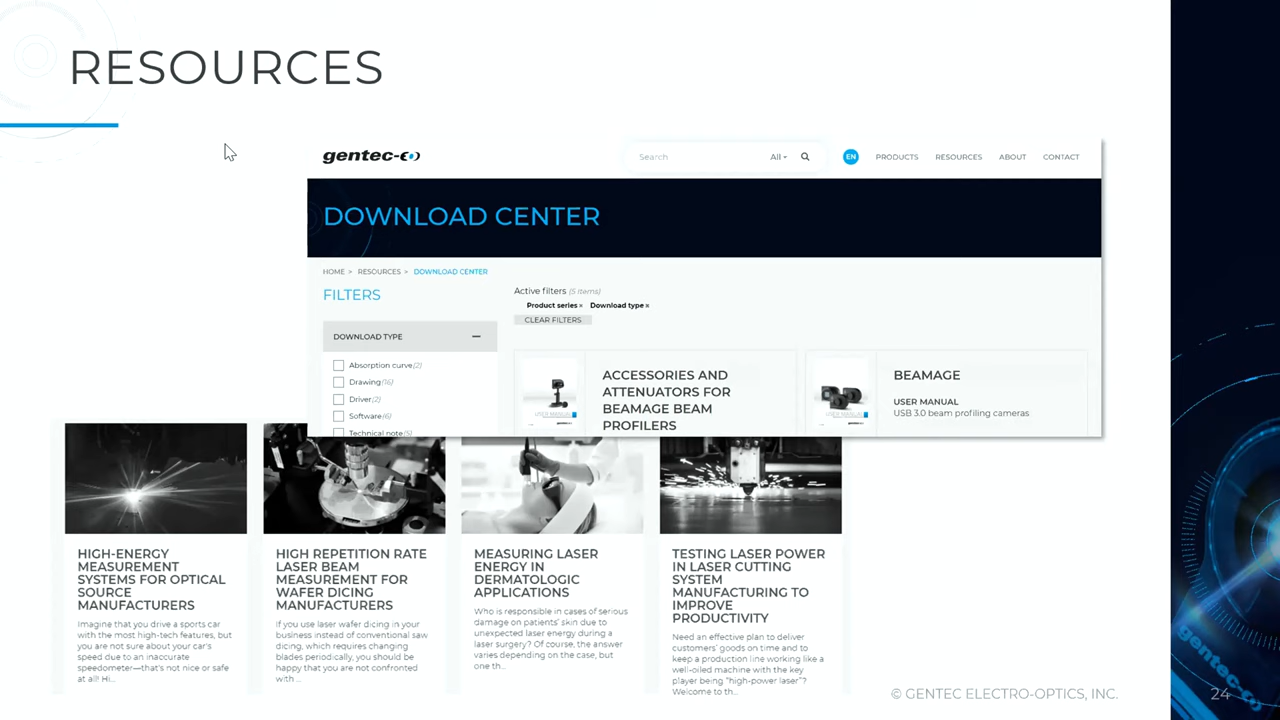 RESOURCES
gentec-eo
Search
All
EN
PRODUCTS
RESOURCES
ABOUT
CONTACT
DOWNLOAD CENTER
HOME > RESOURCES > DOWNLOAD CENTER
FILTERS
Active filters (5 items)
Product series × Download type ×
CLEAR FILTERS
DOWNLOAD TYPE
Absorption curve (2)
Drawing (16)
Driver (2)
Software (6)
Technical note (5)
USER MANUAL
ACCESSORIES AND
ATTENUATORS FOR
BEAMAGE BEAM
PROFILERS
USER MANUAL
BEAMAGE
USER MANUAL
USB 3.0 beam profiling cameras
HIGH-ENERGY
MEASUREMENT
SYSTEMS FOR OPTICAL
SOURCE
MANUFACTURERS
Imagine that you drive a sports car
with the most high-tech features, but
you are not sure about your car's
speed due to an inaccurate
speedometer—that's not nice or safe
at all! Hi...
HIGH REPETITION RATE
LASER BEAM
MEASUREMENT FOR
WAFER DICING
MANUFACTURERS
If you use laser wafer dicing in your
business instead of conventional saw
dicing, which requires changing
blades periodically, you should be
happy that you are not confronted
with ...
MEASURING LASER
ENERGY IN
DERMATOLOGIC
APPLICATIONS
Who is responsible in cases of serious
damage on patients' skin due to
unexpected laser energy during a
laser surgery? Of course, the answer
varies depending on the case, but
one th...
TESTING LASER POWER
IN LASER CUTTING
SYSTEM
MANUFACTURING TO
IMPROVE
PRODUCTIVITY
Need an effective plan to deliver
customers' goods on time and to
keep a production line working like a
well-oiled machine with the key
player being "high-power laser"?
Welcome to th...
© GENTEC ELECTRO-OPTICS, INC.
24
gentec-eo